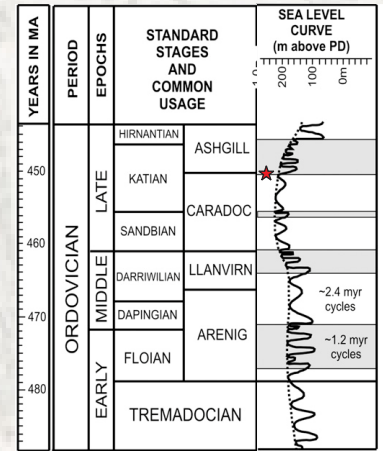 YEARS IN MA
PERIOD
EPOCHS
STANDARD
STAGES
AND
COMMON
USAGE
SEA LEVEL
CURVE
(m above PD)
200
100
0m
450
460
470
480
ORDOVICIAN
LATE
MIDDLE
EARLY
HIRNANTIAN
KATIAN
SANDBIAN
DARRIWILIAN
DAPINGIAN
FLOIAN
TREMADOCIAN
ASHGILL
CARADOC
LLANVIRN
ARENIG
~2.4 myr
cycles
~1.2 myr
cycles